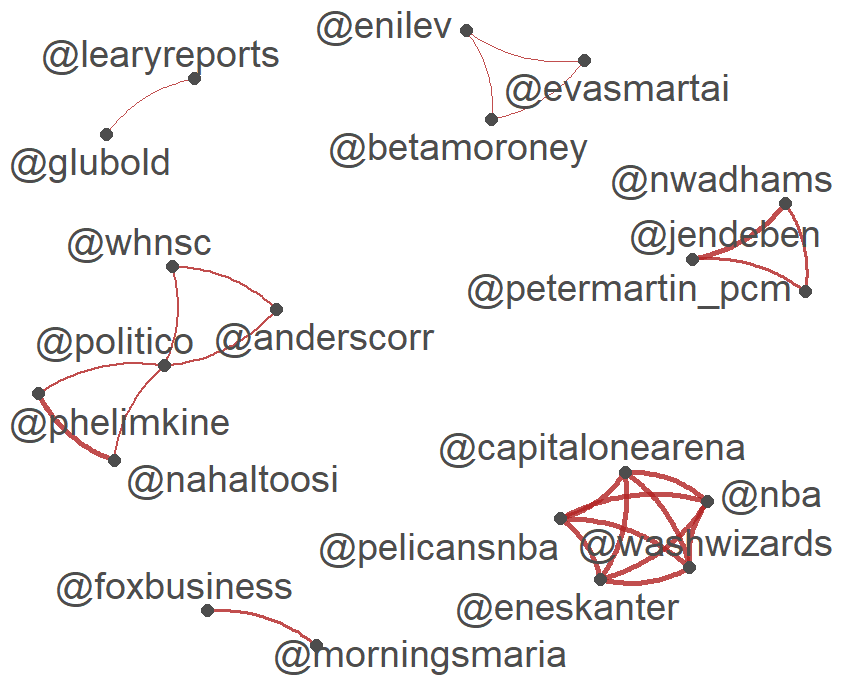 @enilev
@learyreports
@evasmartai
@betamoroney
@glubold
@nwadhams
@jendeben
@whnsc
@petermartin_pcm
@politico
@anderscorr
@phelimkine
@capitalonearena
@nahaltoosi
@nba
@washwizards
@pelicansnba
@foxbusiness
@eneskanter
@morningsmaria